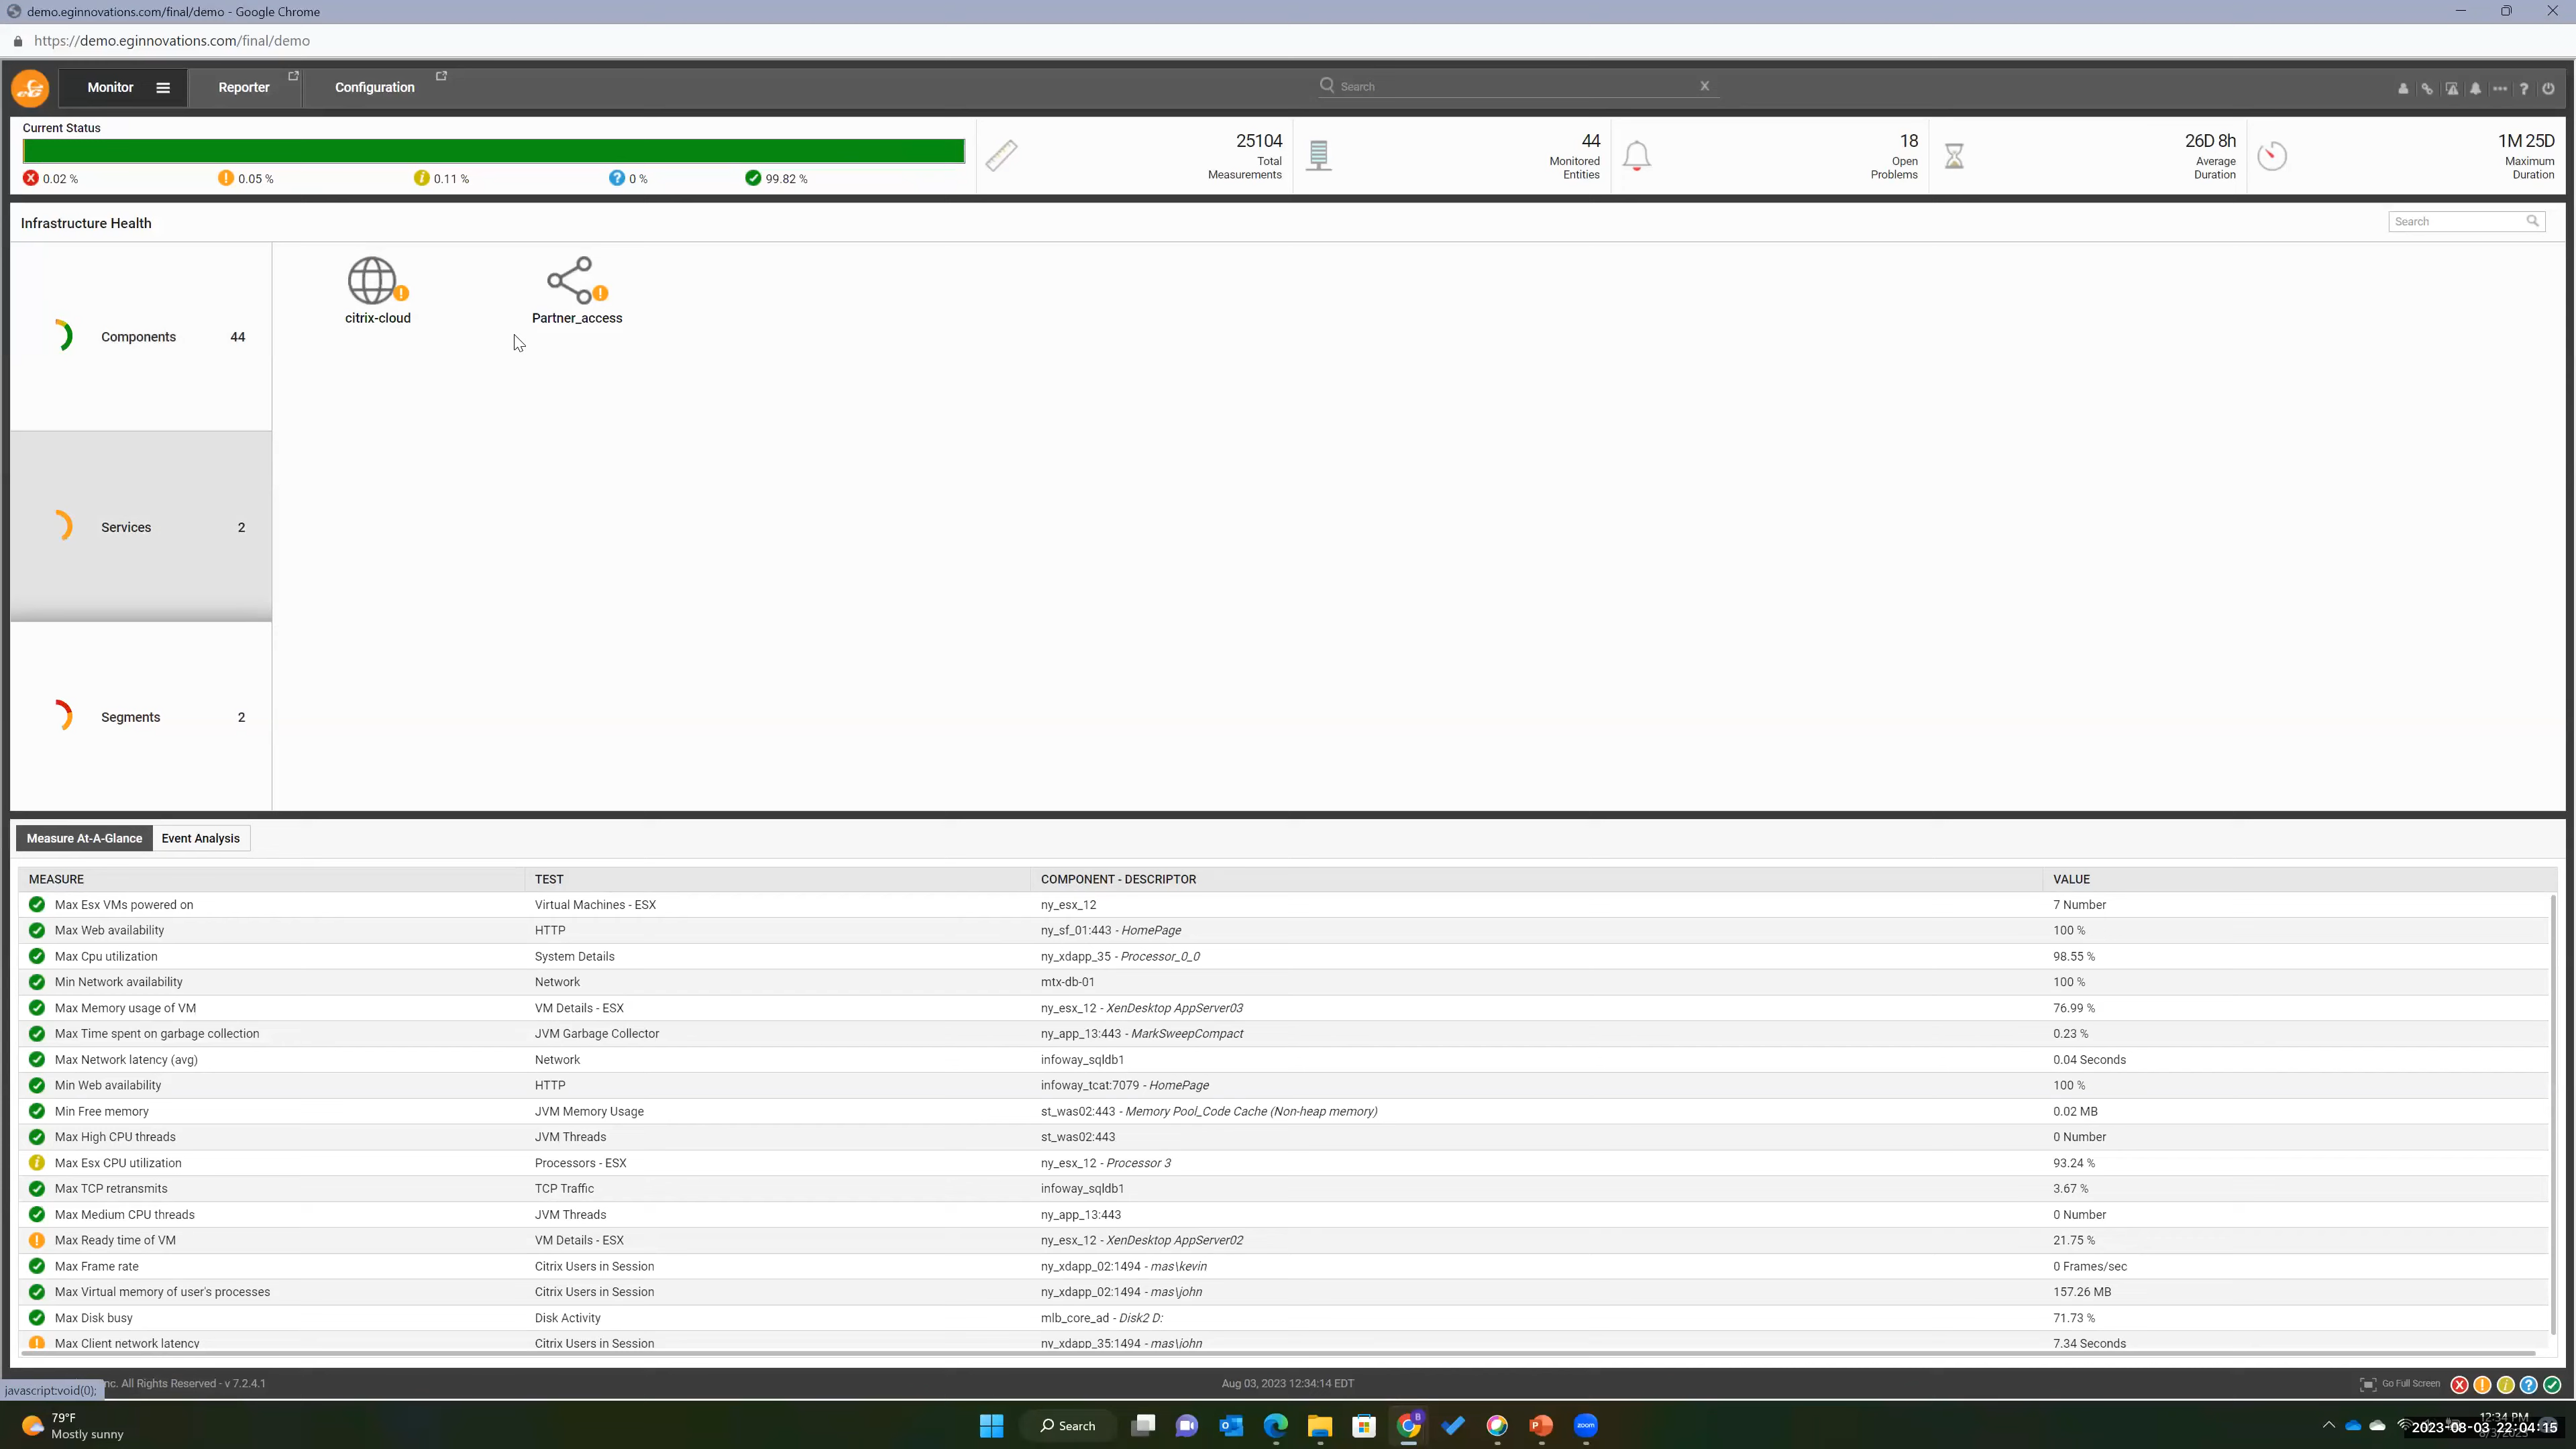 demo.eginnovations.com/final/demo - Google Chrome
https://demo.eginnovations.com/final/demo
Monitor Reporter Configuration Search X
Current Status
0.02 % 0.05 % 0.11 % 0 % 99.82 %
25104 Total Measurements
44 Monitored Entities
18 Open Problems
26D 8h Average Duration
1M 25D Maximum Duration
Infrastructure Health Search
Components 44
Services 2
Segments 2
citrix-cloud Partner_access
Measure At-A-Glance Event Analysis
MEASURE TEST COMPONENT - DESCRIPTOR VALUE
Max Esx VMs powered on Virtual Machines - ESX ny_esx_12 7 Number
Max Web availability HTTP ny_sf_01:443 - HomePage 100 %
Max Cpu utilization System Details ny_xdapp_35 - Processor_0_0 98.55 %
Min Network availability Network mtx-db-01 100 %
Max Memory usage of VM VM Details - ESX ny_esx_12 - XenDesktop AppServer03 76.99 %
Max Time spent on garbage collection JVM Garbage Collector ny_app_13:443 - MarkSweepCompact 0.23 %
Max Network latency (avg) Network infoway_sqldb1 0.04 Seconds
Min Web availability HTTP infoway_tcat:7079 - HomePage 100 %
Min Free memory JVM Memory Usage st_was02:443 - Memory Pool_Code Cache (Non-heap memory) 0.02 MB
Max High CPU threads JVM Threads st_was02:443 0 Number
Max Esx CPU utilization Processors - ESX ny_esx_12 - Processor 3 93.24 %
Max TCP retransmits TCP Traffic infoway_sqldb1 3.67 %
Max Medium CPU threads JVM Threads ny_app_13:443 0 Number
Max Ready time of VM VM Details - ESX ny_esx_12 - XenDesktop AppServer02 21.75 %
Max Frame rate Citrix Users in Session ny_xdapp_02:1494 - mas\kevin 0 Frames/sec
Max Virtual memory of user's processes Citrix Users in Session ny_xdapp_02:1494 - mas\john 157.26 MB
Max Disk busy Disk Activity mlb_core_ad - Disk2 D: 71.73 %
Max Client network latency Citrix Users in Session ny_xdapp_35:1494 - mas\john 7.34 Seconds
javascript:void(0); nc. All Rights Reserved - v 7.2.4.1 Aug 03, 2023 12:34:14 EDT Go Full Screen
79°F
Mostly sunny
Search
zoom
12:34 PM
2023-08-03 22:04:15